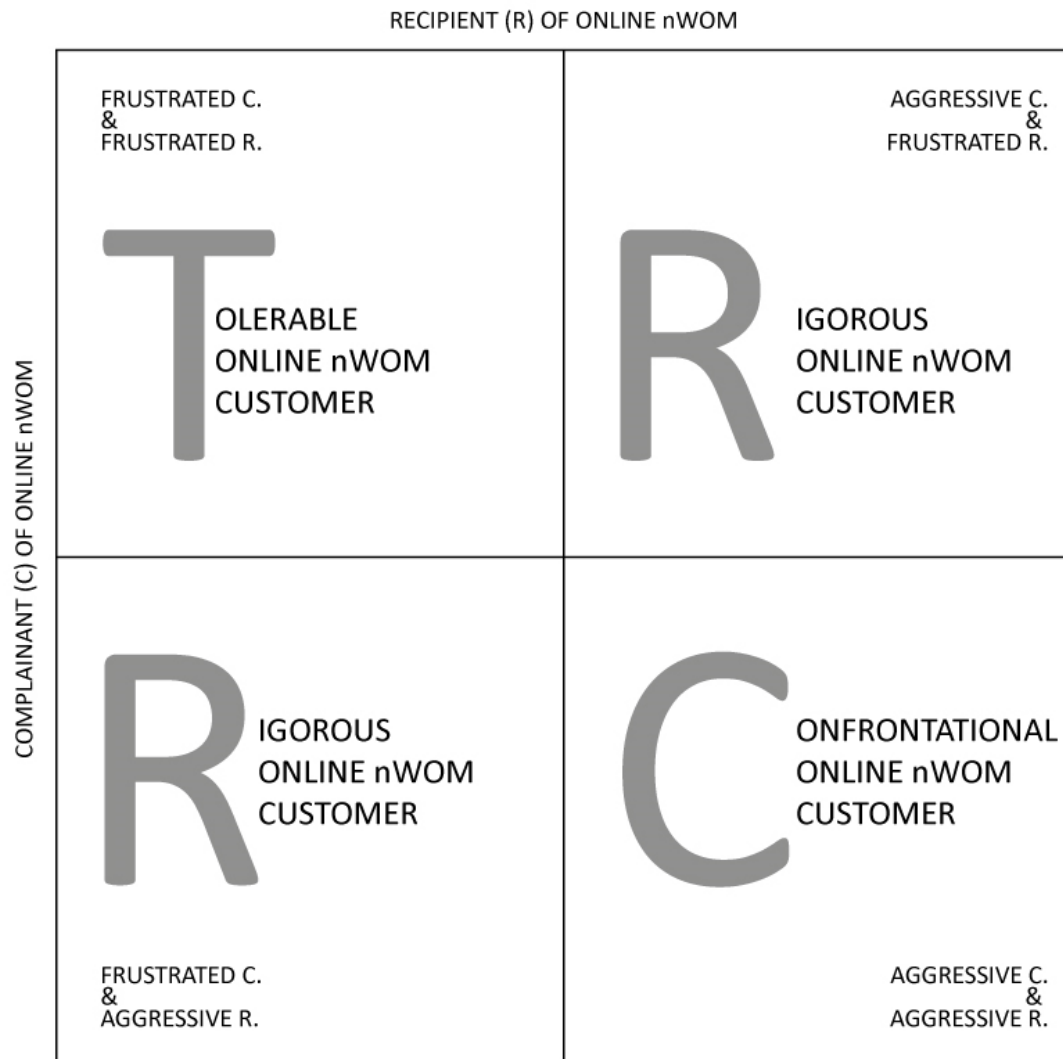 RECIPIENT (R) OF ONLINE nWOM
COMPLAINANT (C) OF ONLINE nWOM
FRUSTRATED C.
&
FRUSTRATED R.
TOLERABLE
ONLINE nWOM
CUSTOMER
AGGRESSIVE C.
&
FRUSTRATED R.
RIGOROUS
ONLINE nWOM
CUSTOMER
RIGOROUS
ONLINE nWOM
CUSTOMER
FRUSTRATED C.
&
AGGRESSIVE R.
CONFRONTATIONAL
ONLINE nWOM
CUSTOMER
AGGRESSIVE C.
&
AGGRESSIVE R.